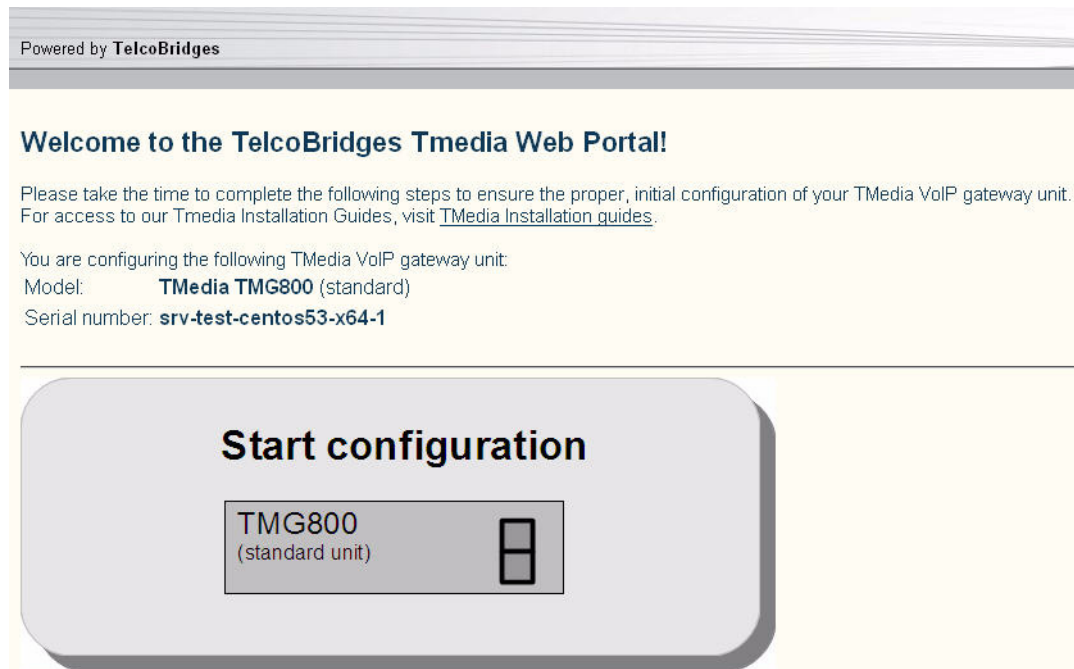 Powered by TelcoBridges
Welcome to the TelcoBridges Tmedia Web Portal!
Please take the time to complete the following steps to ensure the proper, initial configuration of your TMedia VoIP gateway unit.
For access to our Tmedia Installation Guides, visit TMedia Installation guides.
You are configuring the following TMedia VoIP gateway unit:
Model: TMedia TMG800 (standard)
Serial number: srv-test-centos53-x64-1
Start configuration
TMG800
(standard unit)